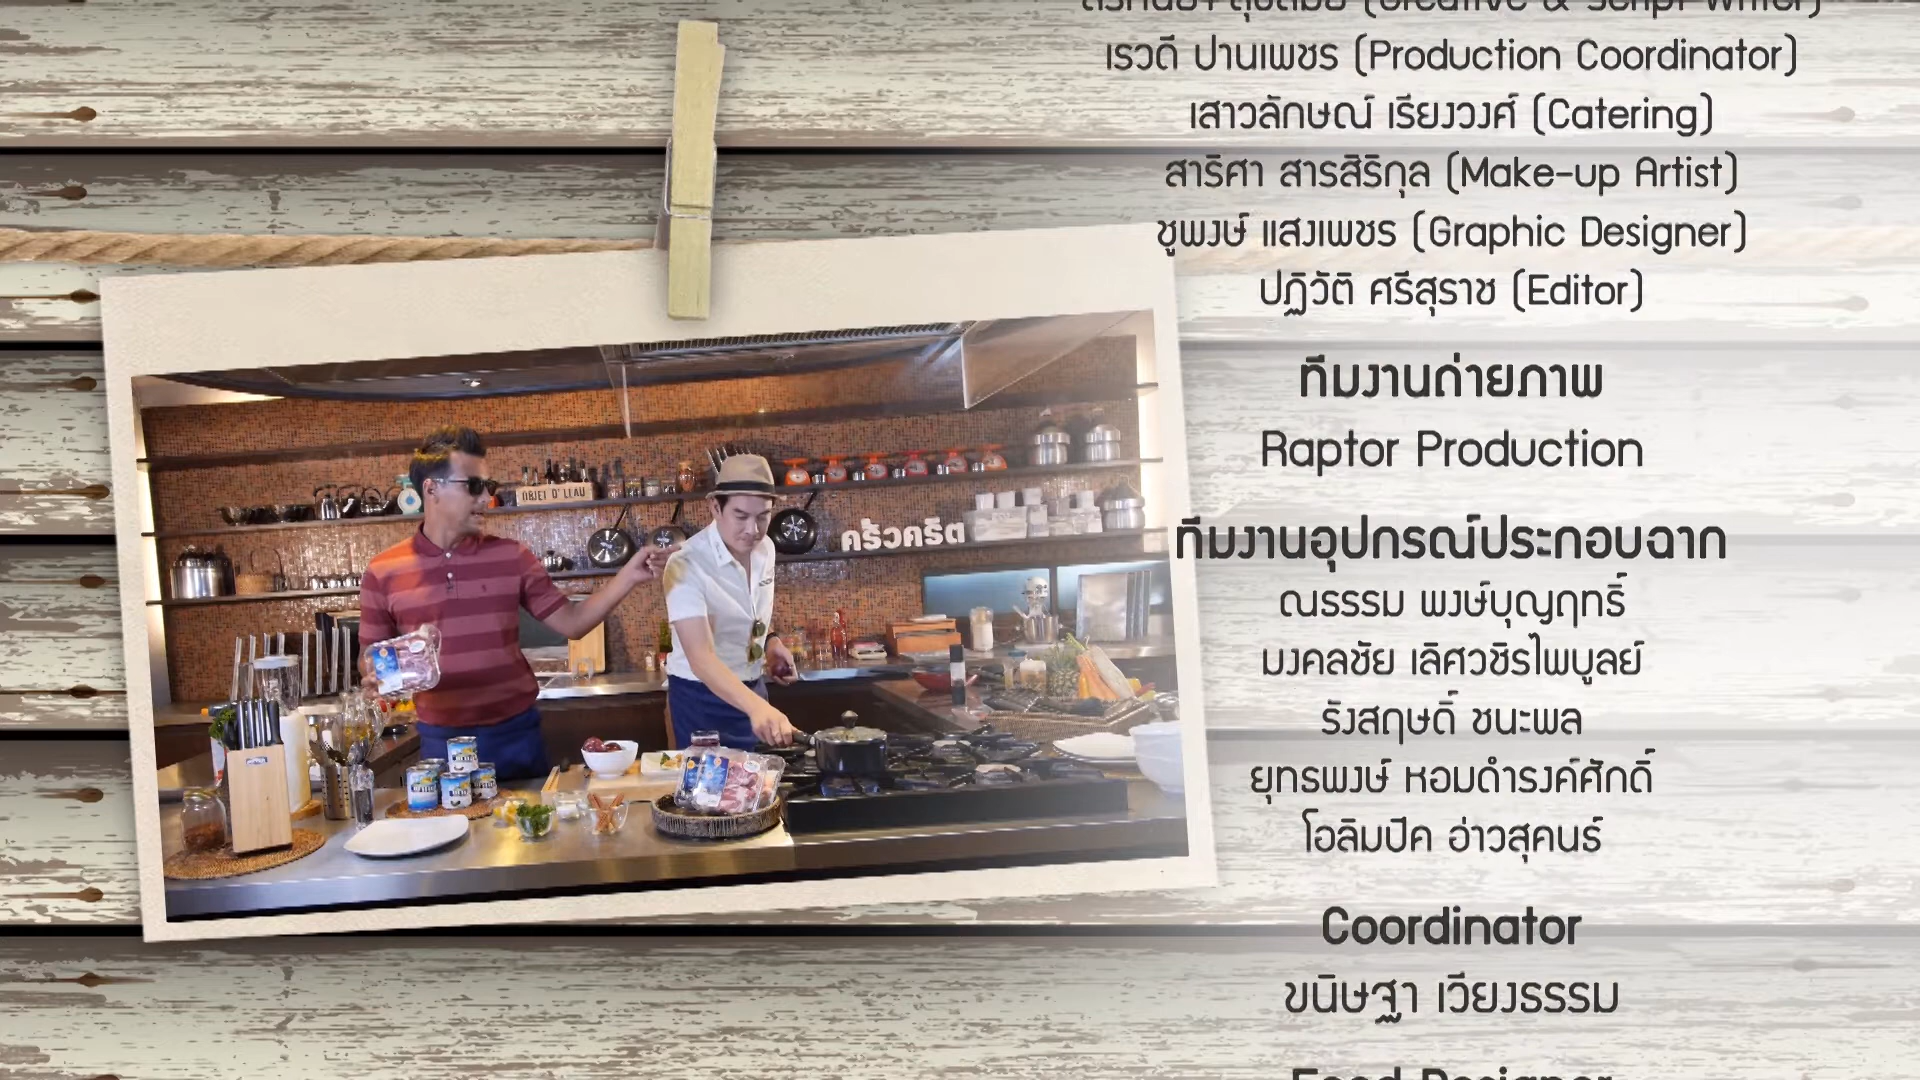 (Creative & Script Writer)
เรวดี ปานเพชร (Production Coordinator)
เสาวลักษณ์ เรียงวงศ์ (Catering)
สาริศา สารสิริกุล (Make-up Artist)
ชูพงษ์ แสงเพชร (Graphic Designer)
ปฏิวัติ ศรีสุราช (Editor)
ทีมงานถ่ายภาพ
Raptor Production
ทีมงานอุปกรณ์ประกอบฉาก
ณธรรม พงษ์บุญฤทธิ์
มงคลชัย เลิศวชิรไพบูลย์
รังสฤษดิ์ ชนะพล
ยุทธพงษ์ หอมดำรงค์ศักดิ์
โอลิมปิค อ่าวสุคนธ์
Coordinator
ขนิษฐา เวียงธรรม
Food Designer
OBJET D'LEAU
ครัวคริต